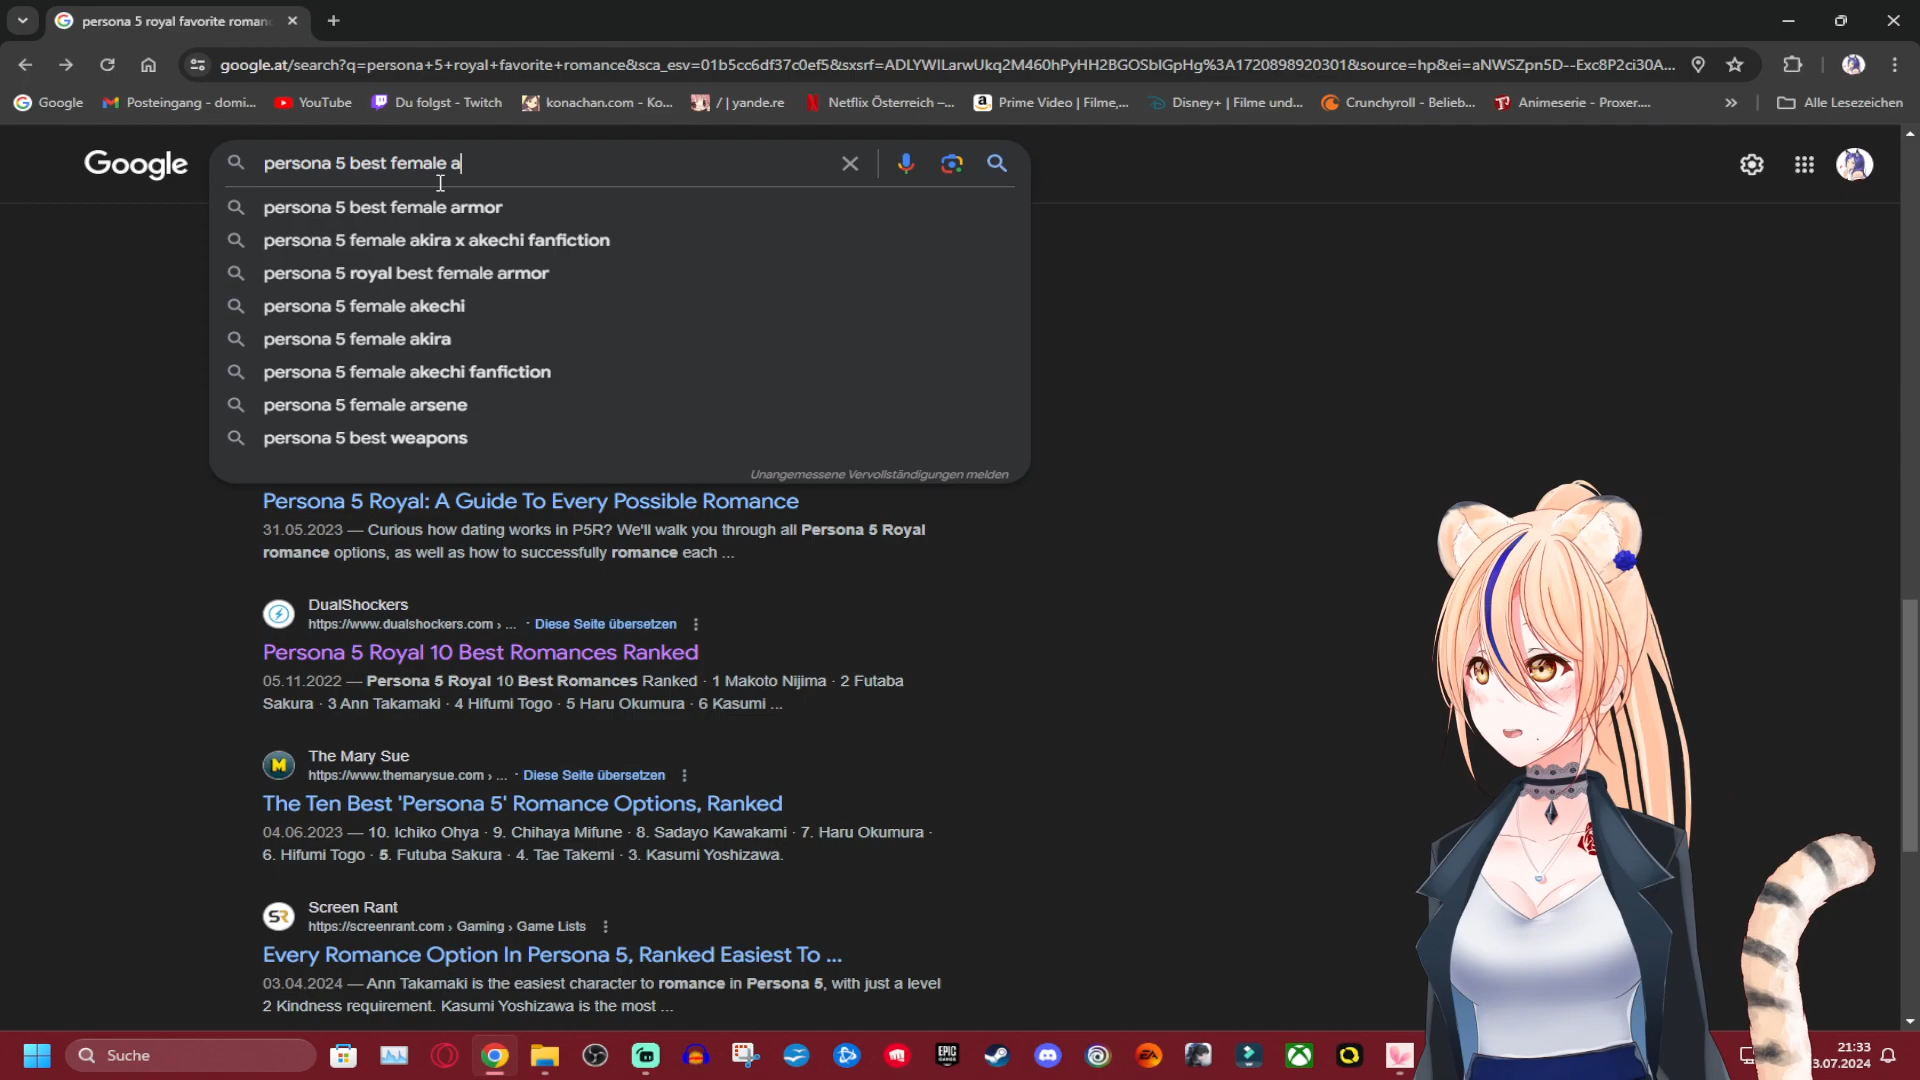 persona 5 royal favorite roman
google.at/search?q=persona+5+royal+favorite+romance&sca_esv=01b5cc6df37c0ef5&sxsrf=ADLYWILarwUkq2M460hPyHH2BGOSbIGpHg%3A1720898920301&source=hp&ei=aNWSZpn5D--Exc8P2ci30A...
Google
Posteingang - domi...
YouTube
Du folgst - Twitch
konachan.com - Ko...
/ | yande.re
Netflix Österreich –...
Prime Video | Filme,...
Disney+ | Filme und...
Crunchyroll - Belieb...
Animeserie - Proxer....
»
Alle Lesezeichen
Google
persona 5 best female a
persona 5 best female armor
persona 5 female akira x akechi fanfiction
persona 5 royal best female armor
persona 5 female akechi
persona 5 female akira
persona 5 female akechi fanfiction
persona 5 female arsene
persona 5 best weapons
Unangemessene Vervollständigungen melden
Persona 5 Royal: A Guide To Every Possible Romance
31.05.2023 — Curious how dating works in P5R? We'll walk you through all Persona 5 Royal
romance options, as well as how to successfully romance each ...
DualShockers
https://www.dualshockers.com › ... · Diese Seite übersetzen
Persona 5 Royal 10 Best Romances Ranked
05.11.2022 — Persona 5 Royal 10 Best Romances Ranked · 1 Makoto Nijima · 2 Futaba
Sakura · 3 Ann Takamaki · 4 Hifumi Togo · 5 Haru Okumura · 6 Kasumi ...
M
The Mary Sue
https://www.themarysue.com › ... · Diese Seite übersetzen
The Ten Best 'Persona 5' Romance Options, Ranked
04.06.2023 — 10. Ichiko Ohya · 9. Chihaya Mifune · 8. Sadayo Kawakami · 7. Haru Okumura ·
6. Hifumi Togo · 5. Futuba Sakura · 4. Tae Takemi · 3. Kasumi Yoshizawa.
SR
Screen Rant
https://screenrant.com › Gaming › Game Lists
Every Romance Option In Persona 5, Ranked Easiest To ...
03.04.2024 — Ann Takamaki is the easiest character to romance in Persona 5, with just a level
2 Kindness requirement. Kasumi Yoshizawa is the most ...
Suche
EPIC
GAMES
EA
21:33
3.07.2024